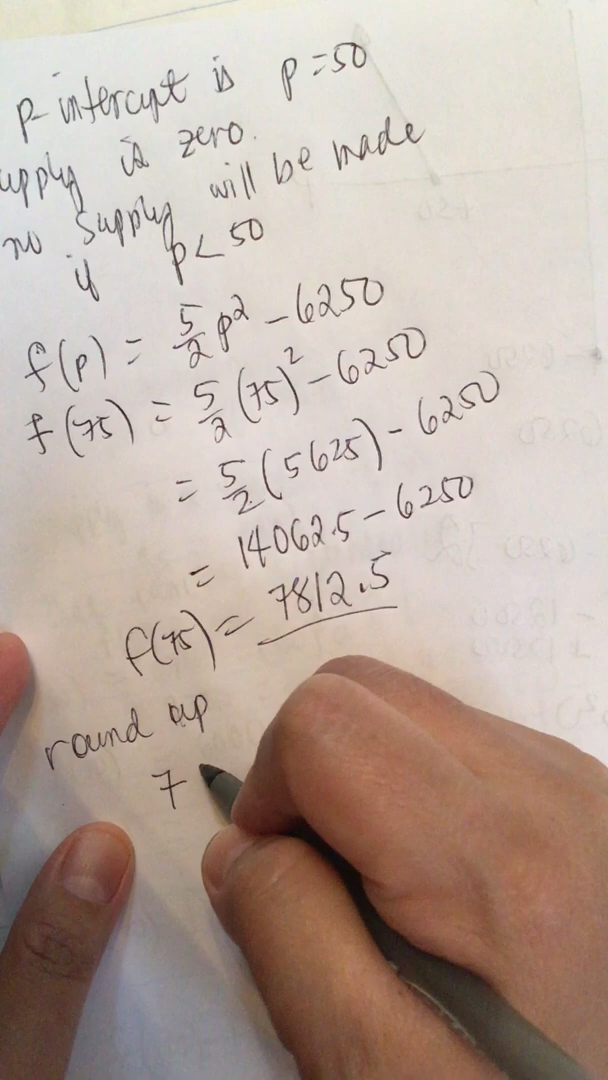 p-intercept is p=50
upply is zero.
no supply will be made
if p<50
f(p) = 5/2 p² - 6250
f(75) = 5/2 (75)² - 6250
= 5/2 (5625) - 6250
= 14062.5 - 6250
f(75) = 7812.5
round up
7